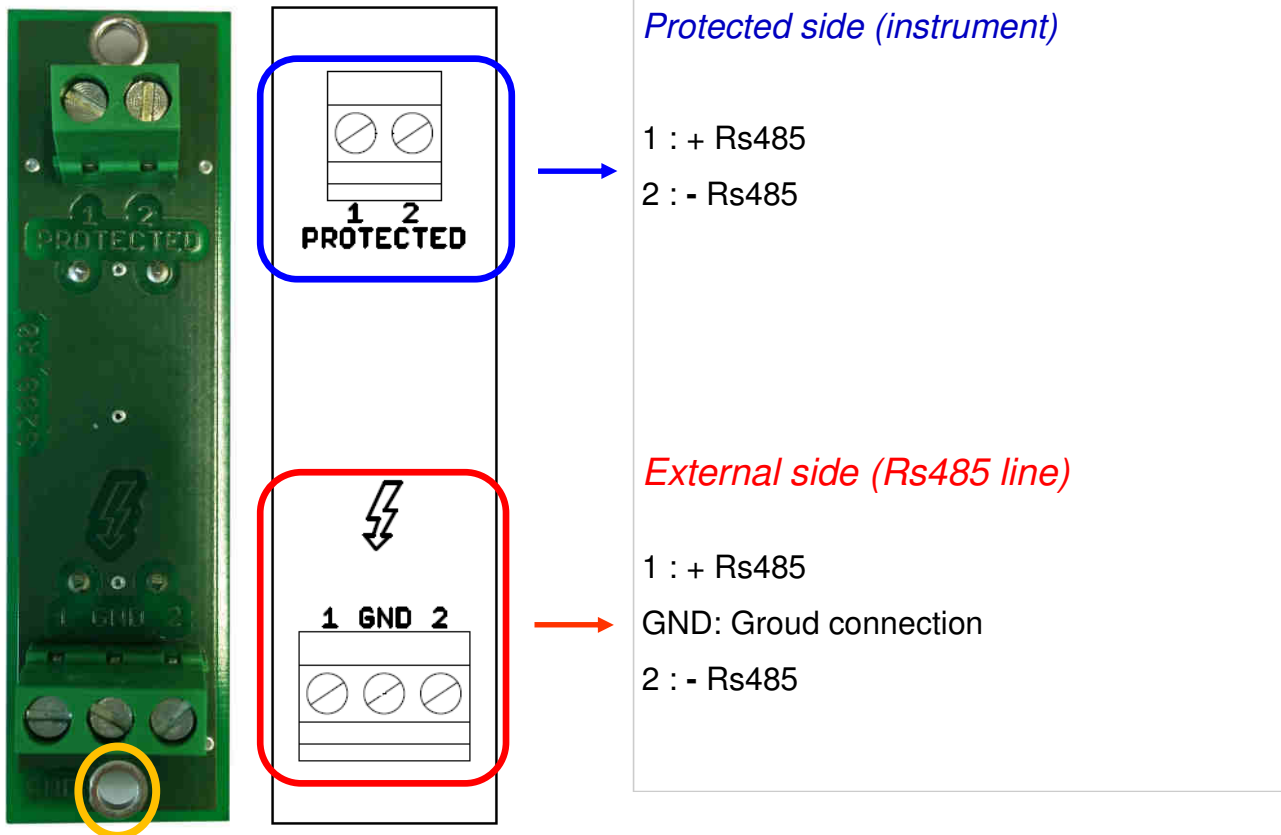 1 2
PROTECTED
1 GND 2
GND
1 2
PROTECTED
1 GND 2
Protected side (instrument)
1 : + Rs485
2 : - Rs485
External side (Rs485 line)
1 : + Rs485
GND: Groud connection
2 : - Rs485